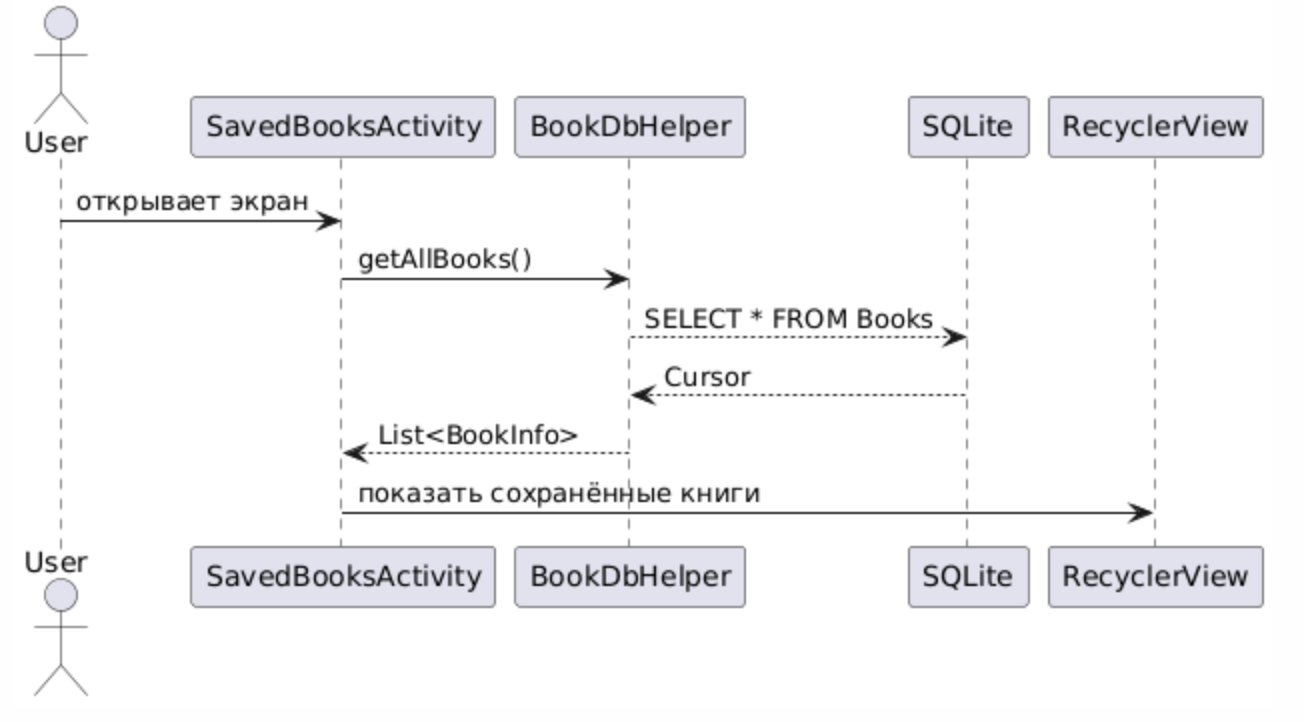 User
SavedBooksActivity
BookDbHelper
SQLite
RecyclerView
открывает экран
getAllBooks()
SELECT * FROM Books
Cursor
List<BookInfo>
показать сохранённые книги
User
SavedBooksActivity
BookDbHelper
SQLite
RecyclerView